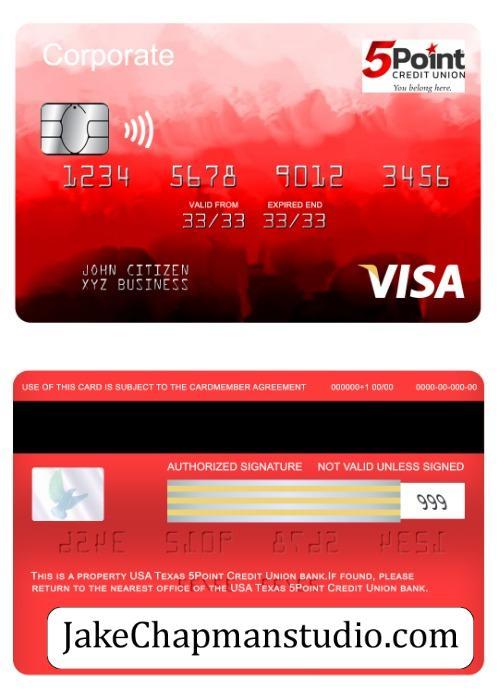 Corporate
5Point
CREDIT UNION
You belong here.
1234 5678 9012 3456
VALID FROM EXPIRED END
33/33 33/33
JOHN CITIZEN
XYZ BUSINESS
VISA
USE OF THIS CARD IS SUBJECT TO THE CARDMEMBER AGREEMENT 000000+1 00/00 0000-00-000-00
AUTHORIZED SIGNATURE NOT VALID UNLESS SIGNED
999
THIS IS A PROPERTY USA TEXAS 5POINT CREDIT UNION BANK.IF FOUND, PLEASE
RETURN TO THE NEAREST OFFICE OF THE USA TEXAS 5POINT CREDIT UNION BANK.
JakeChapmanstudio.com